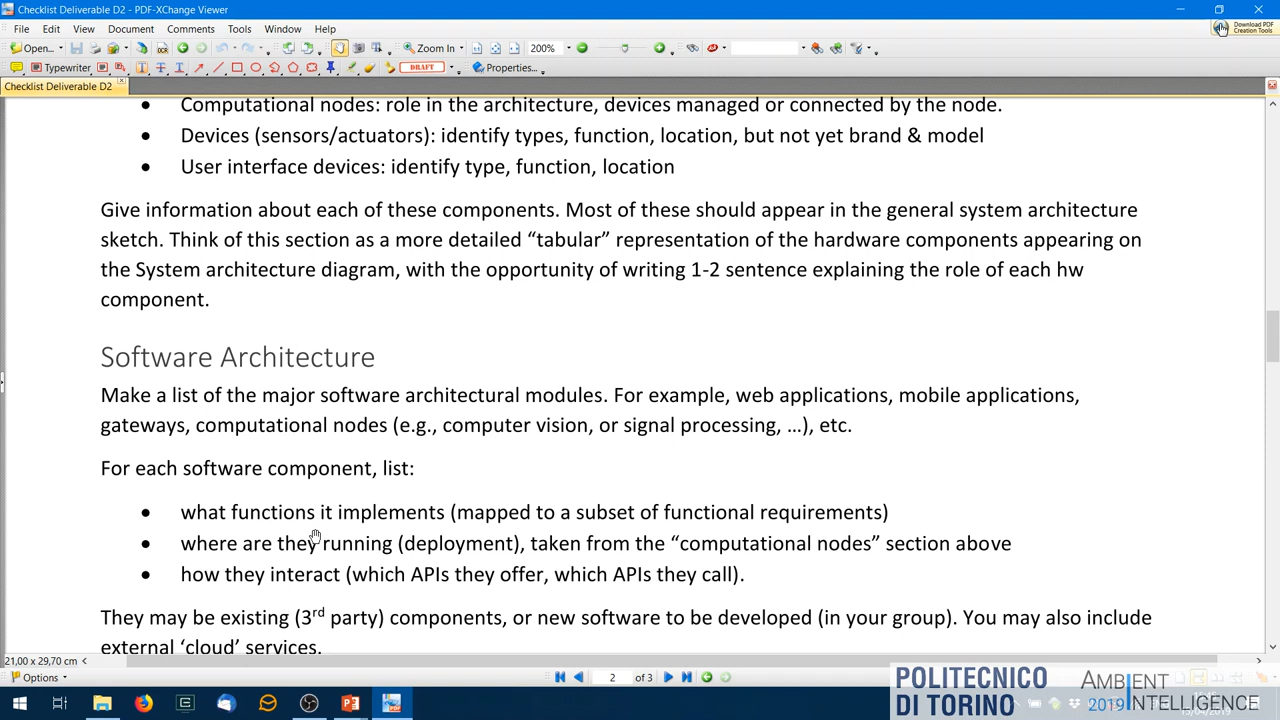 Checklist Deliverable D2 - PDF-XChange Viewer
File Edit View Document Comments Tools Window Help
Download PDF
Creation Tools
Open... Zoom In 200%
Typewriter DRAFT Properties...
Checklist Deliverable D2
• Computational nodes: role in the architecture, devices managed or connected by the node.
• Devices (sensors/actuators): identify types, function, location, but not yet brand & model
• User interface devices: identify type, function, location
Give information about each of these components. Most of these should appear in the general system architecture
sketch. Think of this section as a more detailed “tabular” representation of the hardware components appearing on
the System architecture diagram, with the opportunity of writing 1-2 sentence explaining the role of each hw
component.
Software Architecture
Make a list of the major software architectural modules. For example, web applications, mobile applications,
gateways, computational nodes (e.g., computer vision, or signal processing, …), etc.
For each software component, list:
• what functions it implements (mapped to a subset of functional requirements)
• where are they running (deployment), taken from the “computational nodes” section above
• how they interact (which APIs they offer, which APIs they call).
They may be existing (3rd party) components, or new software to be developed (in your group). You may also include
external ‘cloud’ services.
21,00 x 29,70 cm
Options 2 of 3
POLITECNICO
DI TORINO
AMBIENT
2019 INTELLIGENCE